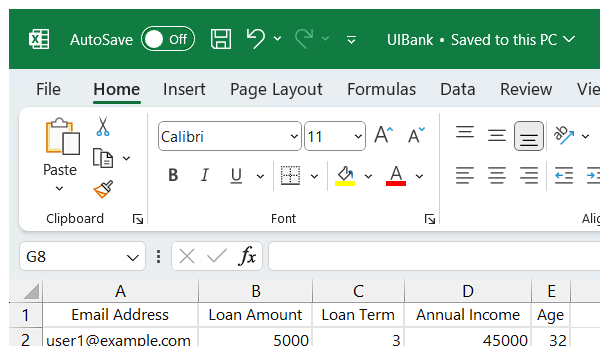 AutoSave Off UIBank • Saved to this PC
File Home Insert Page Layout Formulas Data Review
Paste Calibri 11 A A ab
B I U A
Clipboard Font
G8 fx
A B C D E
1 Email Address Loan Amount Loan Term Annual Income Age
2 user1@example.com 5000 3 45000 32